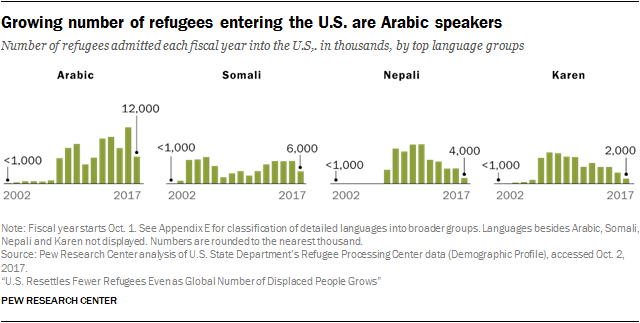 Growing number of refugees entering the U.S. are Arabic speakers
Number of refugees admitted each fiscal year into the U.S,. in thousands, by top language groups
Arabic
Somali
Nepali
Karen
12,000
<1,000
<1,000
6,000
<1,000
4,000
<1,000
2,000
2002
2017
2002
2017
2002
2017
2002
2017
Note: Fiscal year starts Oct. 1. See Appendix E for classification of detailed languages into broader groups. Languages besides Arabic, Somali,
Nepali and Karen not displayed. Numbers are rounded to the nearest thousand.
Source: Pew Research Center analysis of U.S. State Department's Refugee Processing Center data (Demographic Profile), accessed Oct. 2,
2017.
"U.S. Resettles Fewer Refugees Even as Global Number of Displaced People Grows"
PEW RESEARCH CENTER